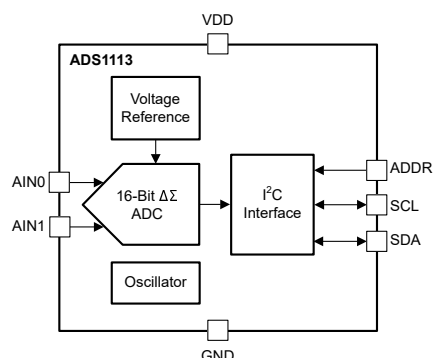 VDD
ADS1113
Voltage
Reference
AIN0
16-Bit ΔΣ
ADC
AIN1
I²C
Interface
ADDR
SCL
SDA
Oscillator
GND